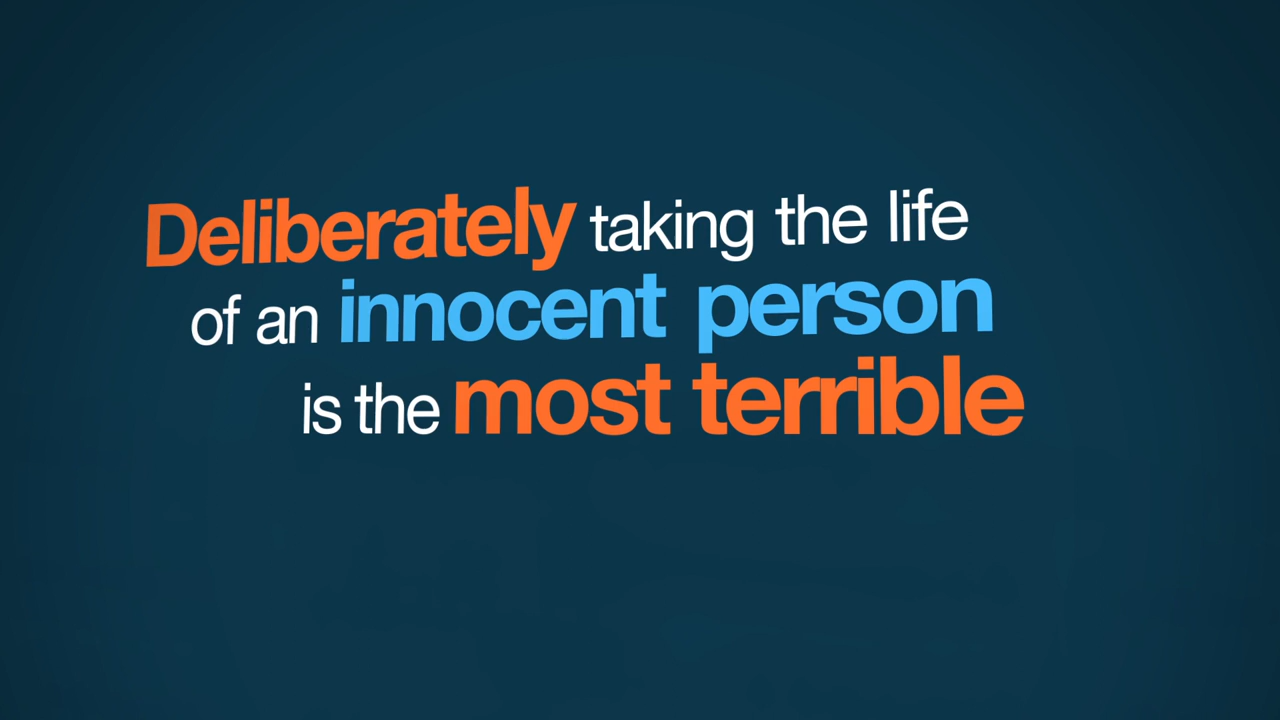 Deliberately taking the life
of an innocent person
is the most terrible